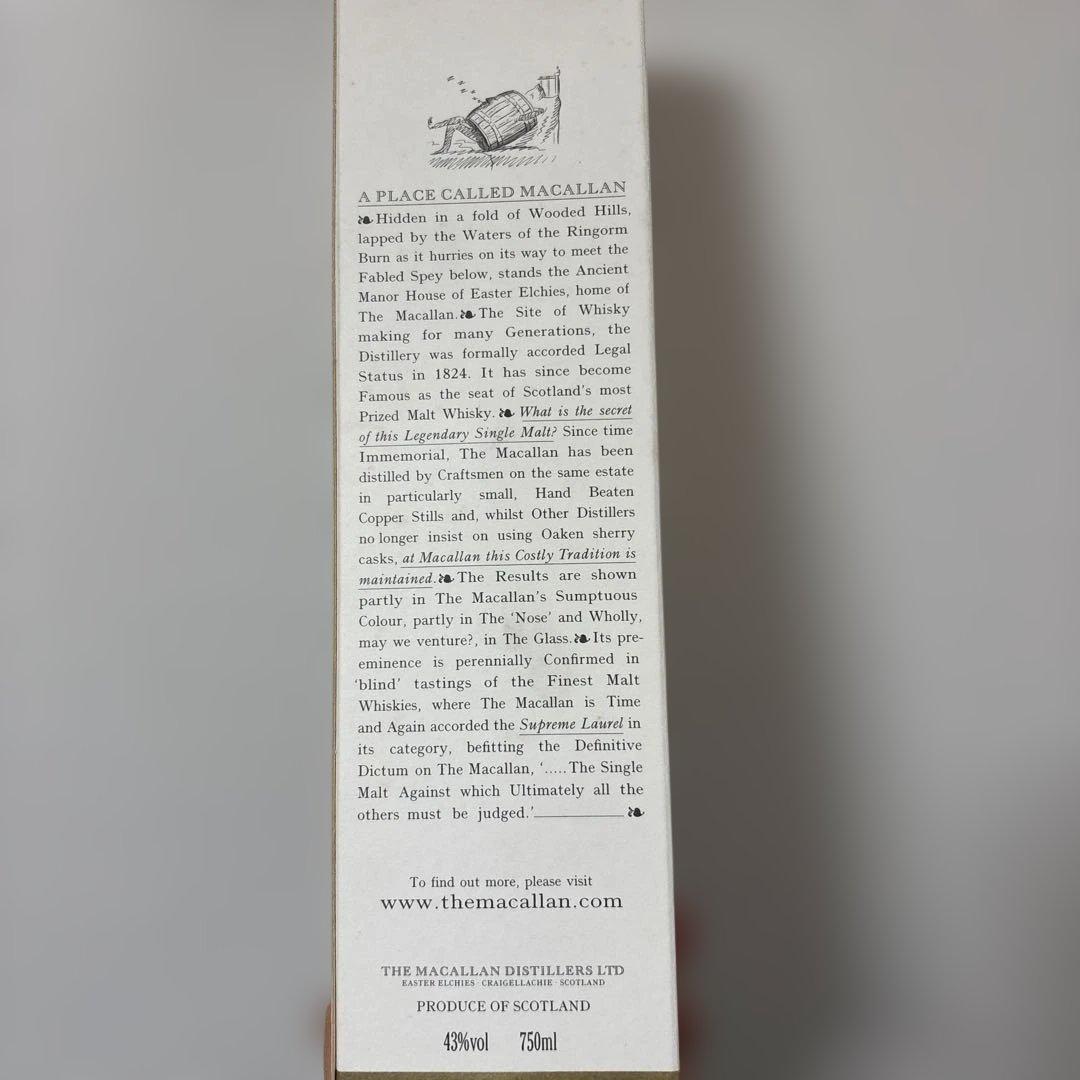 A PLACE CALLED MACALLAN
Hidden in a fold of Wooded Hills,
lapped by the Waters of the Ringorm
Burn as it hurries on its way to meet the
Fabled Spey below, stands the Ancient
Manor House of Easter Elchies, home of
The Macallan. The Site of Whisky
making for many Generations, the
Distillery was formally accorded Legal
Status in 1824. It has since become
Famous as the seat of Scotland's most
Prized Malt Whisky. What is the secret
of this Legendary Single Malt? Since time
Immemorial, The Macallan has been
distilled by Craftsmen on the same estate
in particularly small, Hand Beaten
Copper Stills and, whilst Other Distillers
no longer insist on using Oaken sherry
casks, at Macallan this Costly Tradition is
maintained. The Results are shown
partly in The Macallan's Sumptuous
Colour, partly in The 'Nose' and Wholly,
may we venture?, in The Glass. Its pre-
eminence is perennially Confirmed in
'blind' tastings of the Finest Malt
Whiskies, where The Macallan is Time
and Again accorded the Supreme Laurel in
its category, befitting the Definitive
Dictum on The Macallan, '.....The Single
Malt Against which Ultimately all the
others must be judged.'
To find out more, please visit
www.themacallan.com
THE MACALLAN DISTILLERS LTD
EASTER ELCHIES · CRAIGELLACHIE · SCOTLAND
PRODUCE OF SCOTLAND
43%vol 750ml